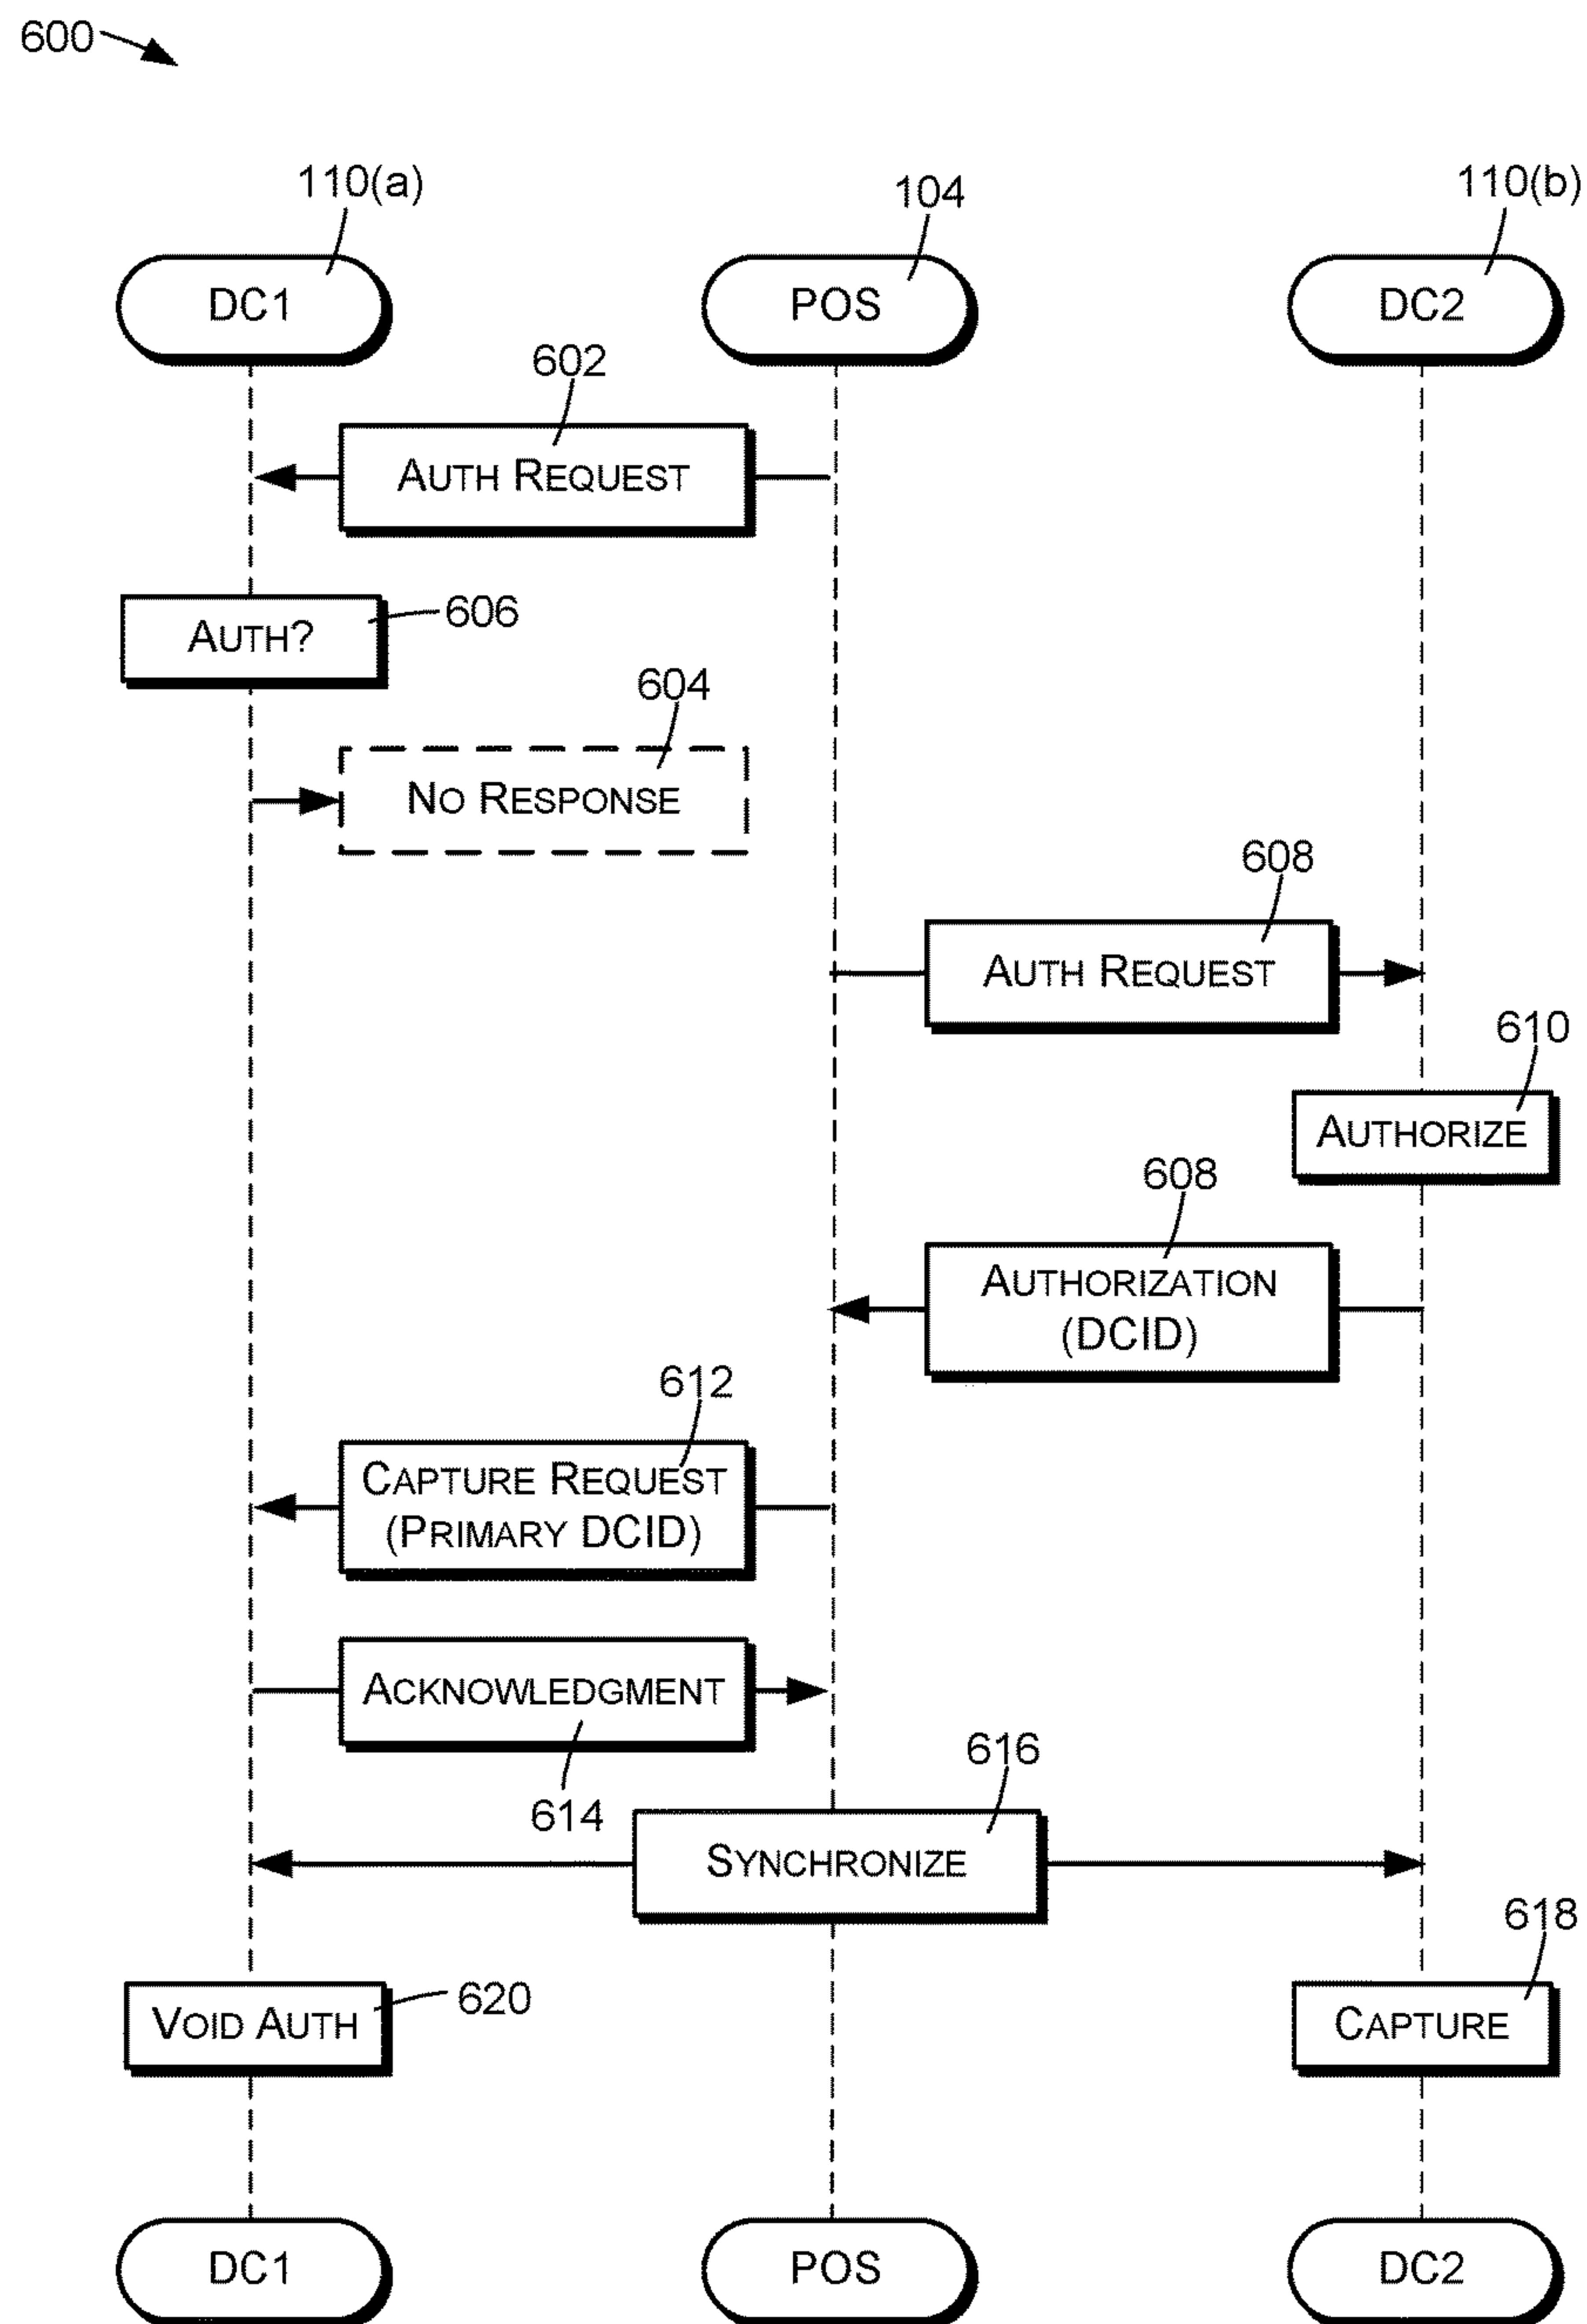 600
110(a)
104
110(b)
DC1
POS
DC2
602
AUTH REQUEST
AUTH?
606
604
NO RESPONSE
608
AUTH REQUEST
610
AUTHORIZE
608
AUTHORIZATION
(DCID)
612
CAPTURE REQUEST
(PRIMARY DCID)
ACKNOWLEDGMENT
614
616
SYNCHRONIZE
618
VOID AUTH
620
CAPTURE
DC1
POS
DC2